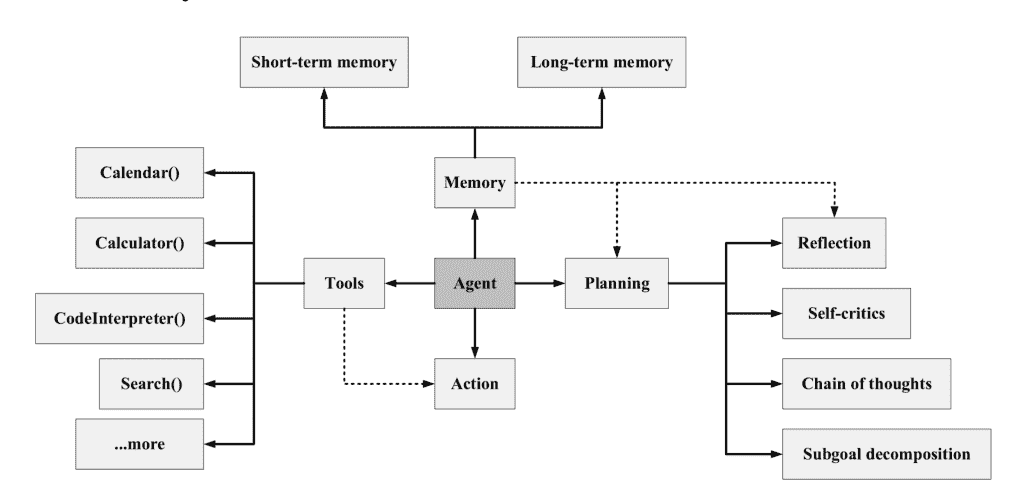 Short-term memory
Long-term memory
Calendar()
Memory
Calculator()
Reflection
Tools
Agent
Planning
CodeInterpreter()
Self-critics
Search()
Action
Chain of thoughts
...more
Subgoal decomposition